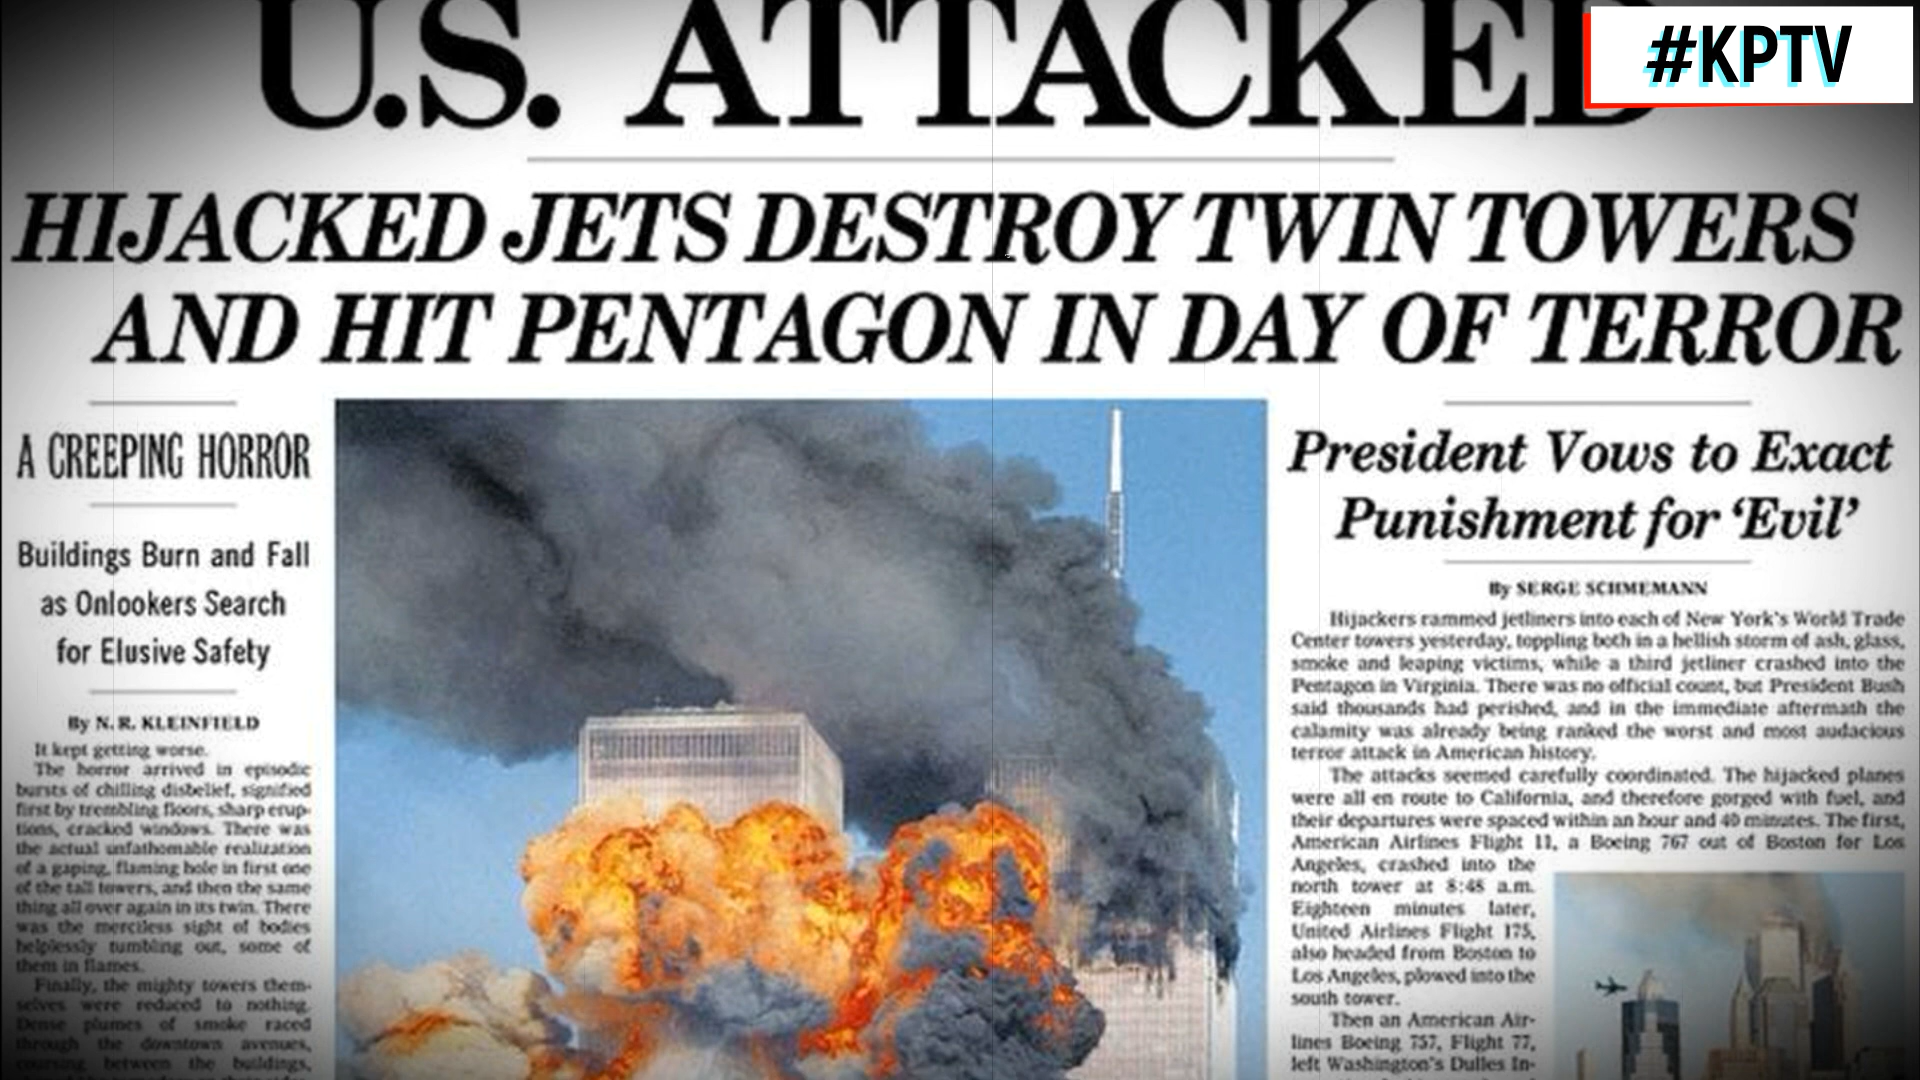 U.S. ATTACKED
#KPTV
HIJACKED JETS DESTROY TWIN TOWERS
AND HIT PENTAGON IN DAY OF TERROR
A CREEPING HORROR
Buildings Burn and Fall
as Onlookers Search
for Elusive Safety
By N. R. KLEINFIELD
It kept getting worse.
The horror arrived in episodic
bursts of chilling disbelief, signified
first by trembling floors, sharp erup-
tions, cracked windows. There was
the actual unfathomable realization
of a gaping, flaming hole in first one
of the tall towers, and then the same
thing all over again in its twin. There
was the merciless sight of bodies
helplessly tumbling out, some of
them in flames.
Finally, the mighty towers them-
selves were reduced to nothing.
Dense plumes of smoke raced
through the downtown avenues,
coursing between the buildings,
President Vows to Exact
Punishment for ‘Evil’
By SERGE SCHMEMANN
Hijackers rammed jetliners into each of New York's World Trade
Center towers yesterday, toppling both in a hellish storm of ash, glass,
smoke and leaping victims, while a third jetliner crashed into the
Pentagon in Virginia. There was no official count, but President Bush
said thousands had perished, and in the immediate aftermath the
calamity was already being ranked the worst and most audacious
terror attack in American history.
The attacks seemed carefully coordinated. The hijacked planes
were all en route to California, and therefore gorged with fuel, and
their departures were spaced within an hour and 40 minutes. The first,
American Airlines Flight 11, a Boeing 767 out of Boston for Los
Angeles, crashed into the
north tower at 8:48 a.m.
Eighteen minutes later,
United Airlines Flight 175,
also headed from Boston to
Los Angeles, plowed into the
south tower.
Then an American Air-
lines Boeing 757, Flight 77,
left Washington's Dulles In-